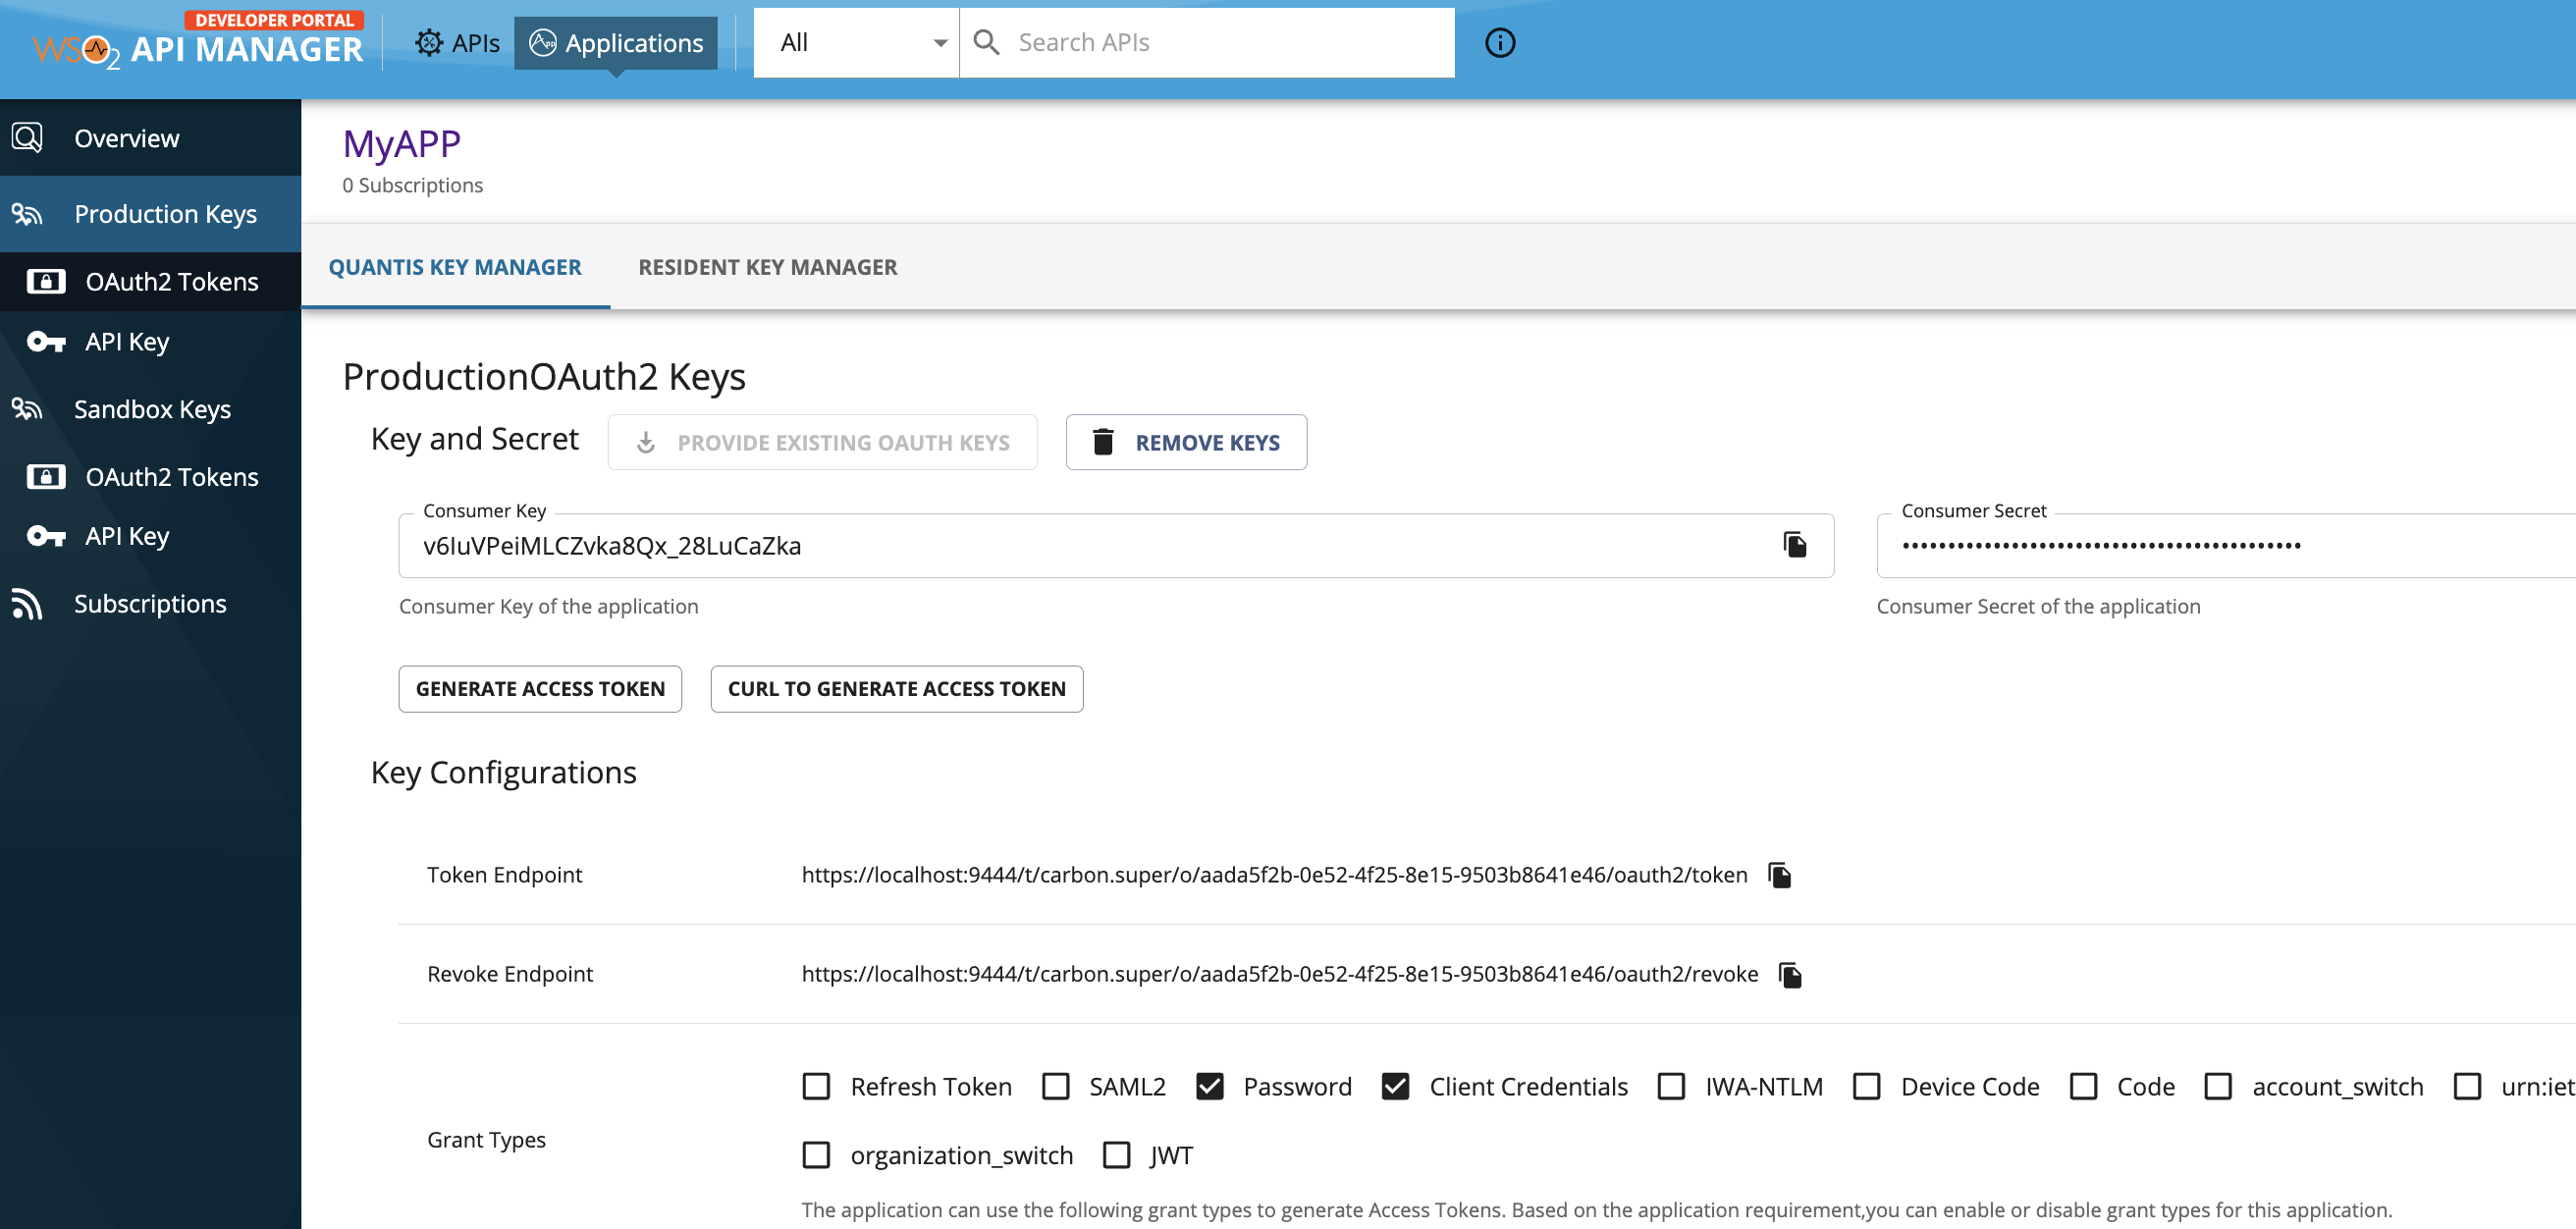 DEVELOPER PORTAL
WSO2 API MANAGER
APIs
Applications
All
Search APIs
Overview
Production Keys
OAuth2 Tokens
API Key
Sandbox Keys
OAuth2 Tokens
API Key
Subscriptions
MyAPP
0 Subscriptions
QUANTIS KEY MANAGER
RESIDENT KEY MANAGER
ProductionOAuth2 Keys
Key and Secret
PROVIDE EXISTING OAUTH KEYS
REMOVE KEYS
Consumer Key
v6IuVPeiMLCZvka8Qx_28LuCaZka
Consumer Key of the application
Consumer Secret
••••••••••••••••••••••••••••••••••••••••••••
Consumer Secret of the application
GENERATE ACCESS TOKEN
CURL TO GENERATE ACCESS TOKEN
Key Configurations
Token Endpoint
https://localhost:9444/t/carbon.super/o/aada5f2b-0e52-4f25-8e15-9503b8641e46/oauth2/token
Revoke Endpoint
https://localhost:9444/t/carbon.super/o/aada5f2b-0e52-4f25-8e15-9503b8641e46/oauth2/revoke
Grant Types
Refresh Token SAML2 Password Client Credentials IWA-NTLM Device Code Code account_switch urn:iet
organization_switch JWT
The application can use the following grant types to generate Access Tokens. Based on the application requirement,you can enable or disable grant types for this application.